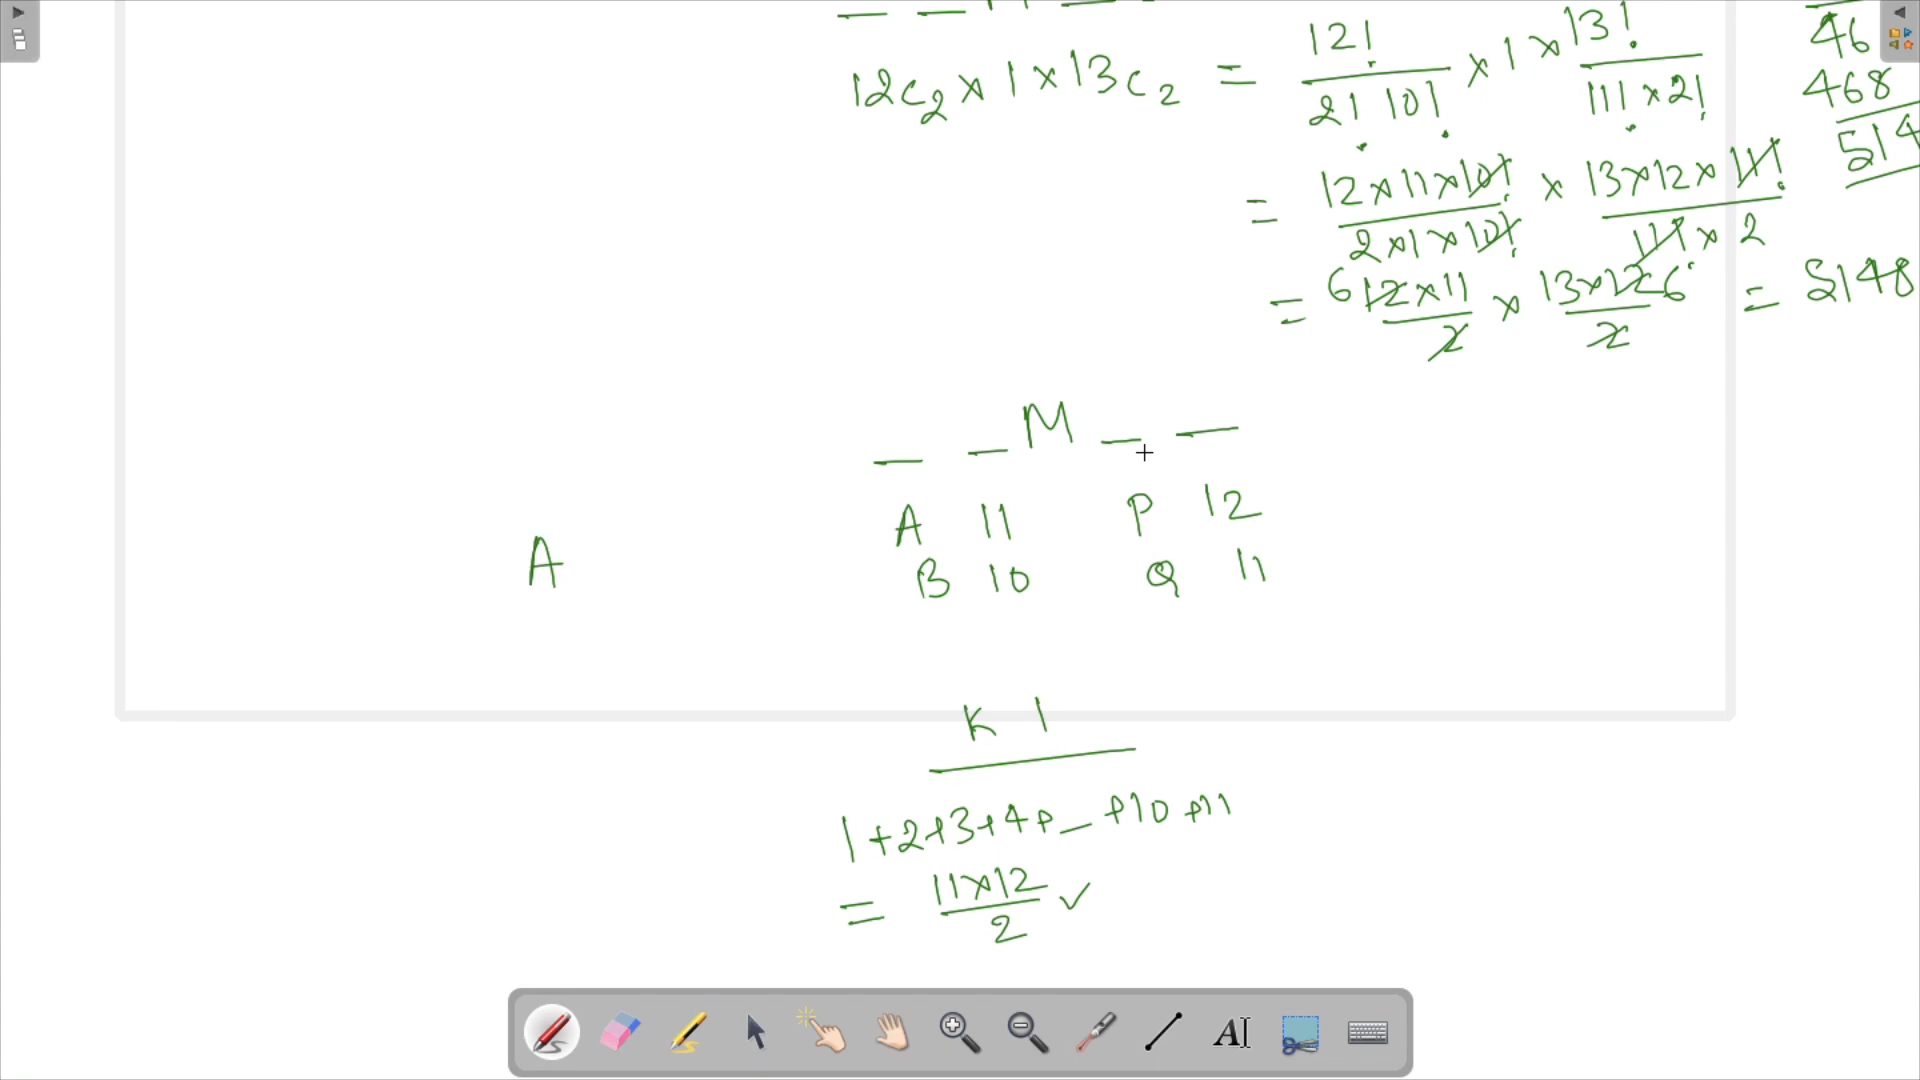 12c₂ × 1 × 13c₂ = 12! / 2! 10! × 1 × 13! / 11! × 2!
= 12 × 11 × 10! / 2 × 1 × 10! × 13 × 12 × 11! / 11! × 2
= 6 12 × 11 / 2 × 13 × 12 6 / 2 = 5148
46
468
514
_ _ M _ _
A 11 P 12
B 10 Q 11
A
K 1
1 + 2 + 3 + 4 + _ + 10 + 11
= 11 × 12 / 2 ✓
AI